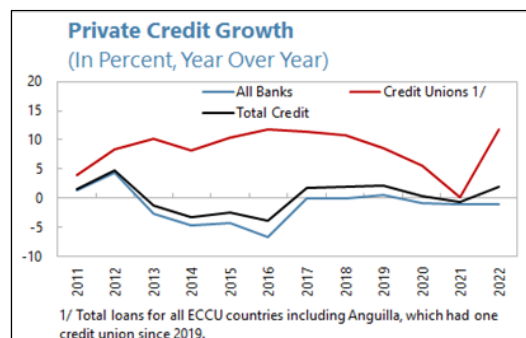 Private Credit Growth
(In Percent, Year Over Year)
20
All Banks
Credit Unions 1/
15
Total Credit
10
5
0
-5
-10
2011
2012
2013
2014
2015
2016
2017
2018
2019
2020
2021
2022
1/ Total loans for all ECCU countries including Anguilla, which had one
credit union since 2019.